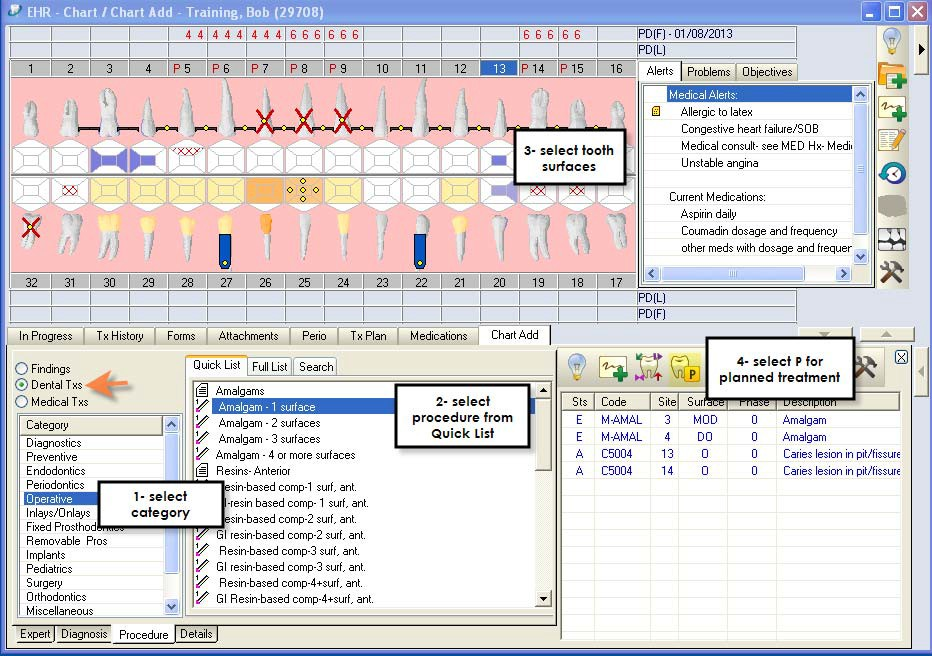 EHR - Chart / Chart Add - Training, Bob (29708)
4 4 4 4 4 4 4 4 6 6 6 6 6 6 6 6 6 6 6 PD(F) - 01/08/2013
PD(L)
1 2 3 4 P 5 P 6 P 7 P 8 P 9 10 11 12 13 P 14 P 15 16
Alerts Problems Objectives
Medical Alerts:
Allergic to latex
Congestive heart failure/SOB
Medical consult- see MED Hx- Medi
Unstable angina
Current Medications:
Aspirin daily
Coumadin dosage and frequency
other meds with dosage and frequer
3- select tooth
surfaces
32 31 30 29 28 27 26 25 24 23 22 21 20 19 18 17
PD(L)
PD(F)
In Progress Tx History Forms Attachments Perio Tx Plan Medications Chart Add
Findings
Dental Txs
Medical Txs
Category
Diagnostics
Preventive
Endodontics
Periodontics
Operative
Inlays/Onlays
Fixed Prosthodo
Removable Pros
Implants
Pediatrics
Surgery
Orthodontics
Miscellaneous
1- select
category
Quick List Full List Search
Amalgams
Amalgam - 1 surface
Amalgam - 2 surfaces
Amalgam - 3 surfaces
Amalgam - 4 or more surfaces
Resins- Anterior
esin-based comp-1 surf, ant.
I-resin-based comp- 1 surf, ant.
esin-based comp-2 surf, ant.
GI resin-based comp-2 surf, ant.
Resin-based comp-3 surf, ant.
GI resin-based comp-3 surf, ant.
Resin-based comp-4+surf, ant.
GI Resin-based comp-4+surf, ant.
2- select
procedure from
Quick List
P
4- select P for
planned treatment
Sts Code Site Surface Phase Description
E M-AMAL 3 MOD 0 Amalgam
E M-AMAL 4 DO 0 Amalgam
A C5004 13 O 0 Caries lesion in pit/fissure
A C5004 14 O 0 Caries lesion in pit/fissure
Expert Diagnosis Procedure Details